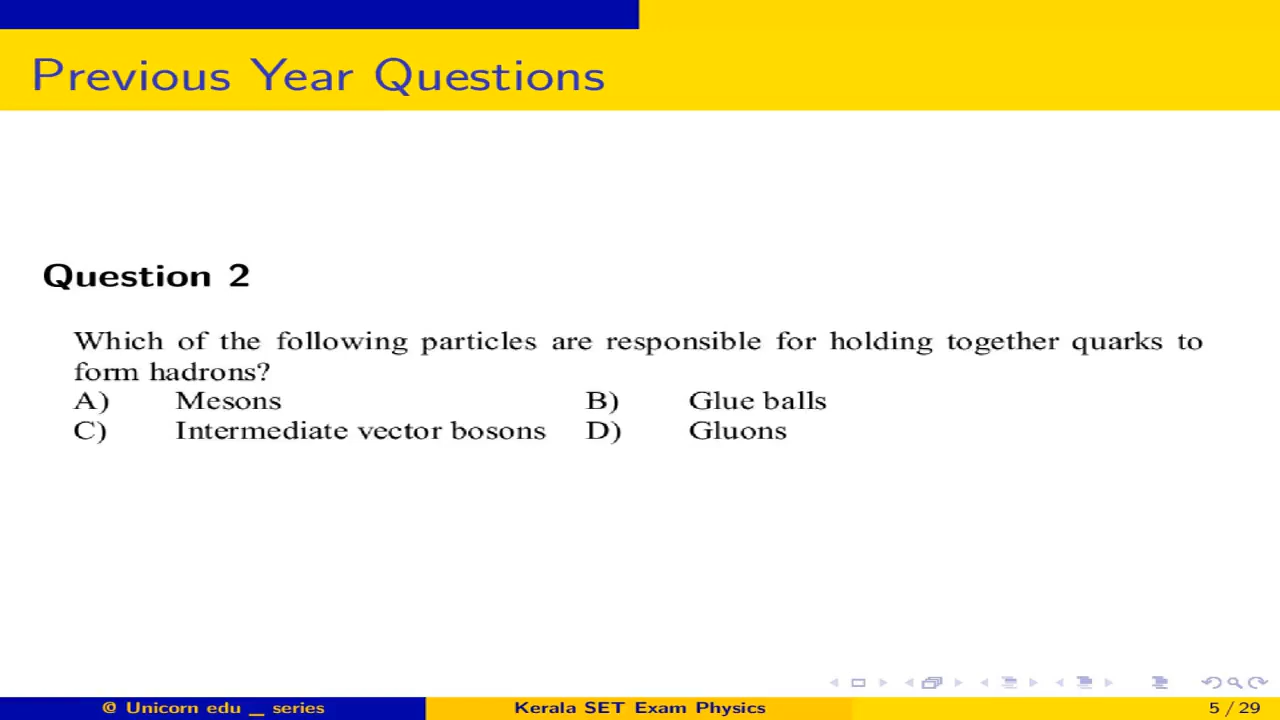 Previous Year Questions
Question 2
Which of the following particles are responsible for holding together quarks to
form hadrons?
A) Mesons B) Glue balls
C) Intermediate vector bosons D) Gluons
@ Unicorn edu _ series Kerala SET Exam Physics 5 / 29